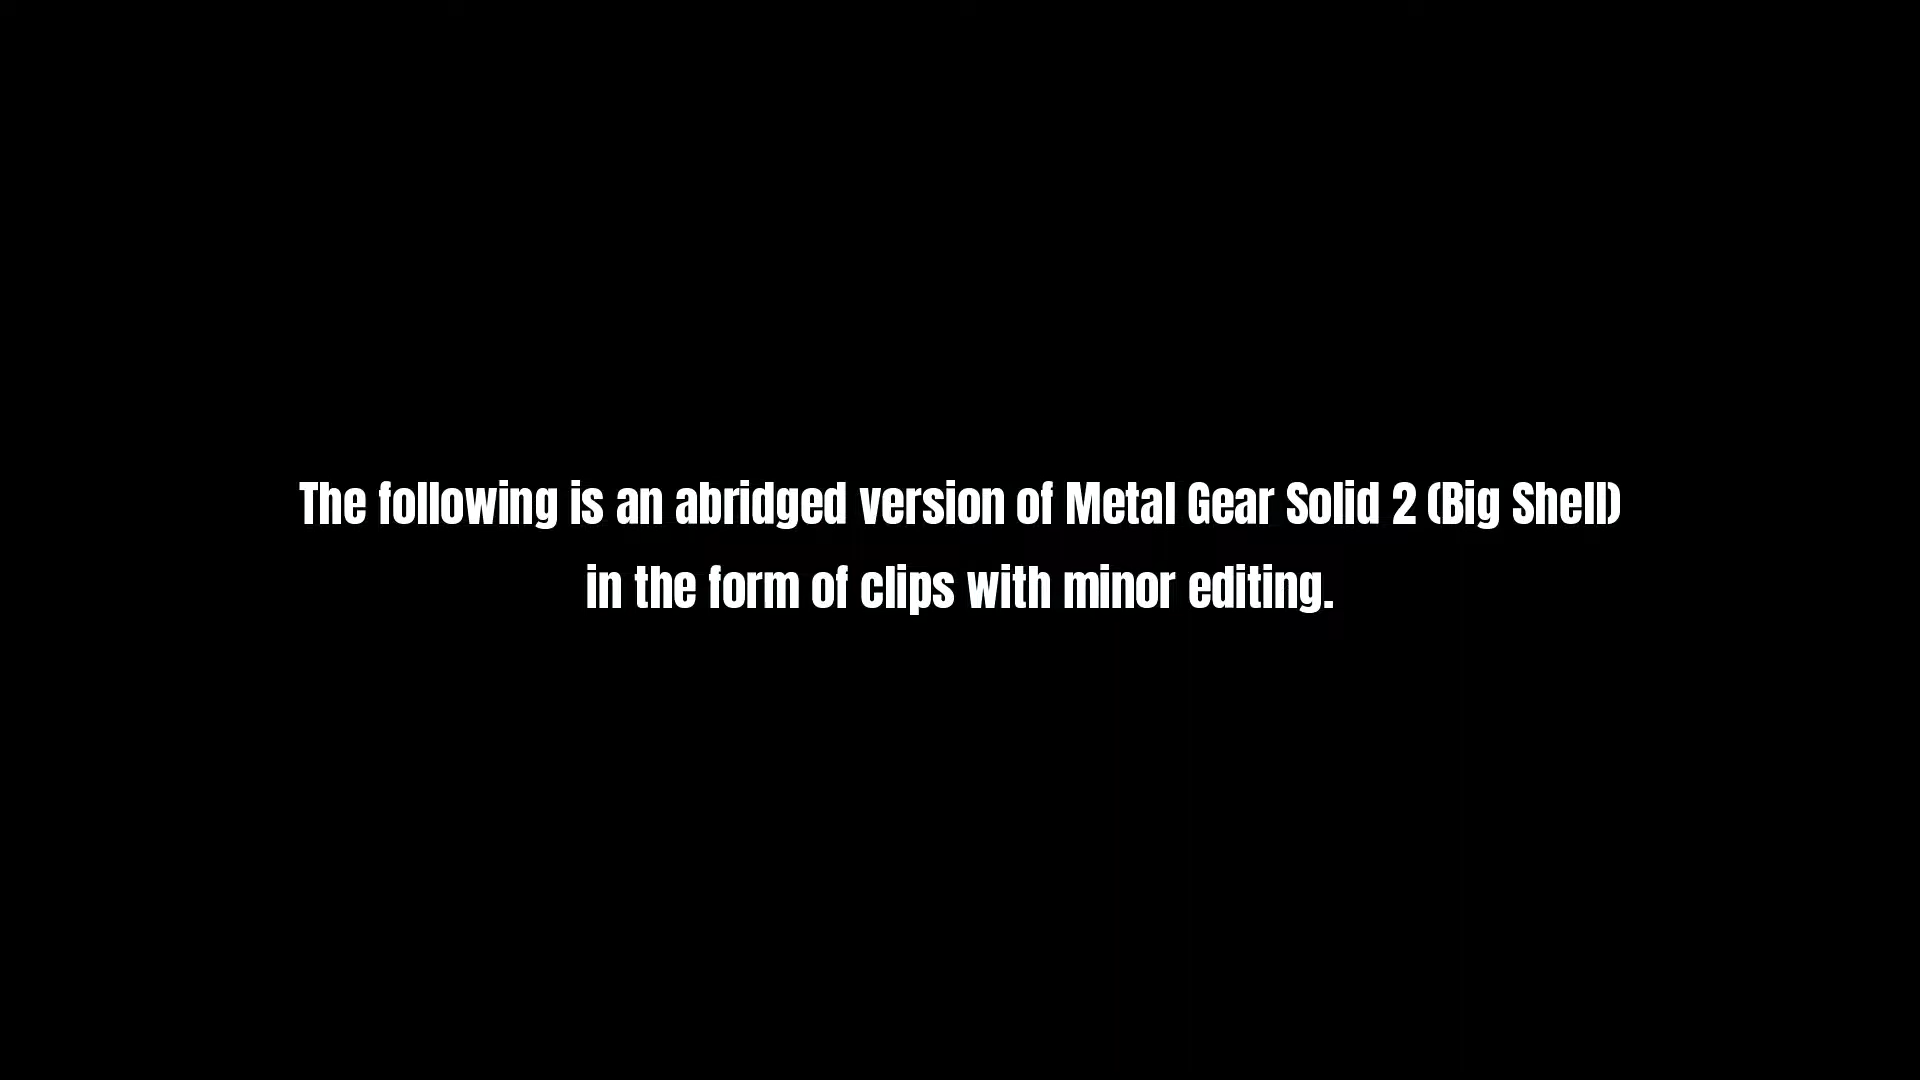 The following is an abridged version of Metal Gear Solid 2 (Big Shell)
in the form of clips with minor editing.